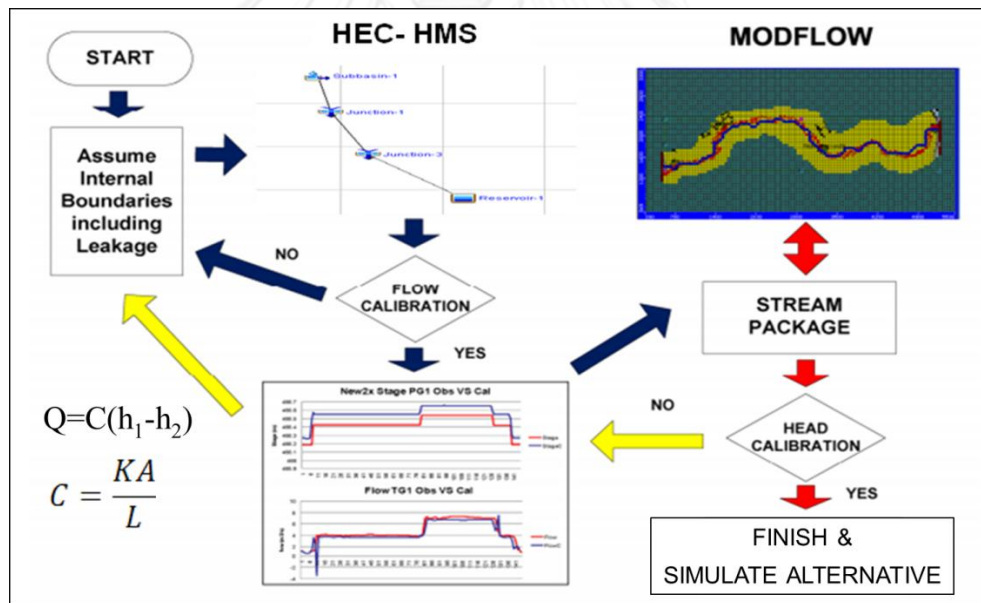 HEC- HMS
MODFLOW
START
Subbasin-1
Junction-1
Junction-3
Reservoir-1
Assume
Internal
Boundaries
including
Leakage
NO
FLOW
CALIBRATION
YES
STREAM
PACKAGE
New2x Stage PG1 Obs VS Cal
Stage
StageC
Flow TG1 Obs VS Cal
Flow
FlowC
Q=C(h₁-h₂)
C = KA/L
NO
HEAD
CALIBRATION
YES
FINISH &
SIMULATE ALTERNATIVE